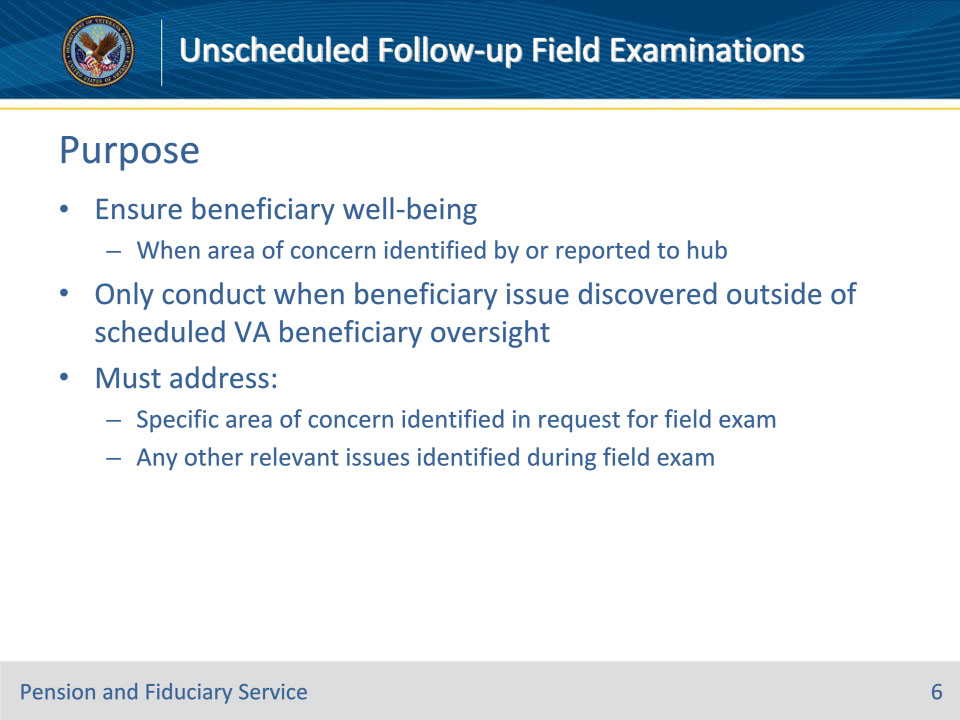 Unscheduled Follow-up Field Examinations
Purpose
• Ensure beneficiary well-being
– When area of concern identified by or reported to hub
• Only conduct when beneficiary issue discovered outside of
scheduled VA beneficiary oversight
• Must address:
– Specific area of concern identified in request for field exam
– Any other relevant issues identified during field exam
Pension and Fiduciary Service
6